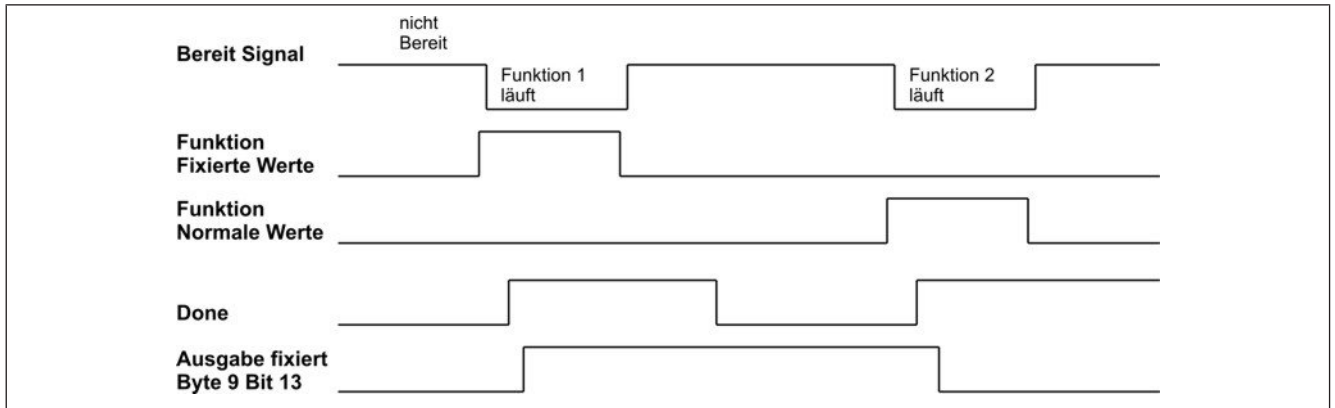 nicht
Bereit
Bereit Signal
Funktion 1
läuft
Funktion 2
läuft
Funktion
Fixierte Werte
Funktion
Normale Werte
Done
Ausgabe fixiert
Byte 9 Bit 13